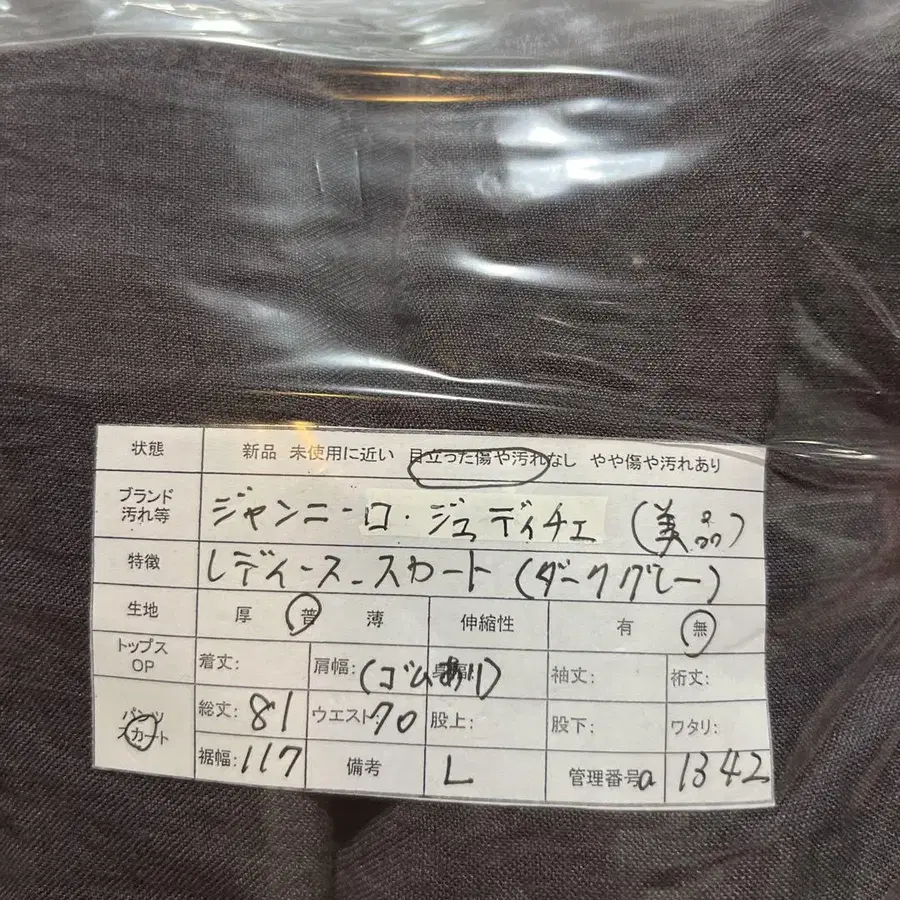 状態 新品 未使用に近い 目立った傷や汚れなし やや傷や汚れあり
ブランド 汚れ等 ジャンニ・ロ・ジュディチェ (美品)
特徴 レディース、スカート (ダークグレー)
生地 厚 普 薄 伸縮性 有 無
トップス OP 着丈: 肩幅: (ゴムあり) 身幅: 袖丈: 裄丈:
パンツ スカート 総丈: 81 ウエスト: 70 股上: 股下: ワタリ:
裾幅: 117 備考 L 管理番号 a 1342